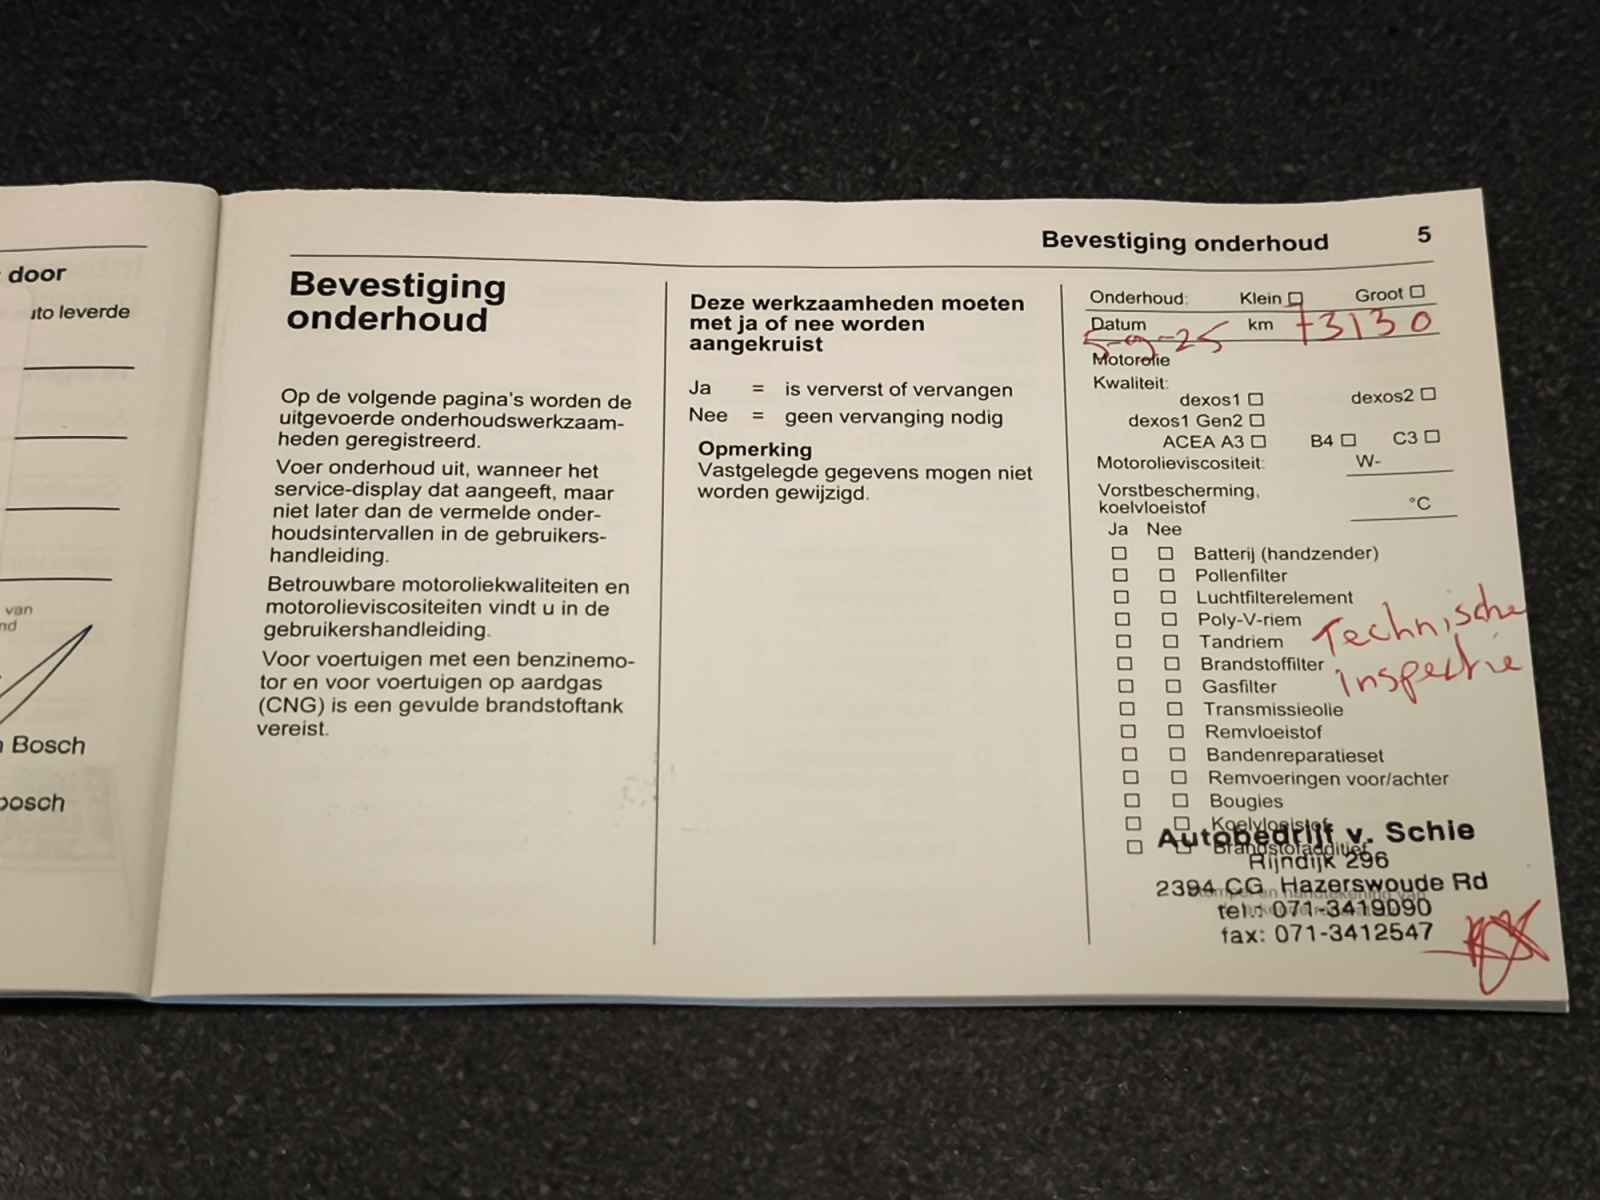 door
uto leverde
van
nd
Bosch
bosch
Bevestiging onderhoud 5
Bevestiging
onderhoud
Op de volgende pagina's worden de
uitgevoerde onderhoudswerkzaam-
heden geregistreerd.
Voer onderhoud uit, wanneer het
service-display dat aangeeft, maar
niet later dan de vermelde onder-
houdsintervallen in de gebruikers-
handleiding.
Betrouwbare motoroliekwaliteiten en
motorolieviscositeiten vindt u in de
gebruikershandleiding.
Voor voertuigen met een benzinemo-
tor en voor voertuigen op aardgas
(CNG) is een gevulde brandstoftank
vereist.
Deze werkzaamheden moeten
met ja of nee worden
aangekruist
Ja = is ververst of vervangen
Nee = geen vervanging nodig
Opmerking
Vastgelegde gegevens mogen niet
worden gewijzigd.
Onderhoud: Klein Groot
Datum km 73130
5-9-25
Motorolie
Kwaliteit:
dexos1 dexos2
dexos1 Gen2
ACEA A3 B4 C3
Motorolieviscositeit: W-
Vorstbescherming,
koelvloeistof °C
Ja Nee
Batterij (handzender)
Pollenfilter
Luchtfilterelement
Poly-V-riem
Tandriem
Brandstoffilter
Gasfilter
Technische
inspectie
Transmissieolie
Remvloeistof
Bandenreparatieset
Remvoeringen voor/achter
Bougies
Koelvloeistof
Brandstofadditief
Autobedrijf v. Schie
Rijndijk 296
2394 CG Hazerswoude Rd
tel.: 071-3419090
fax: 071-3412547